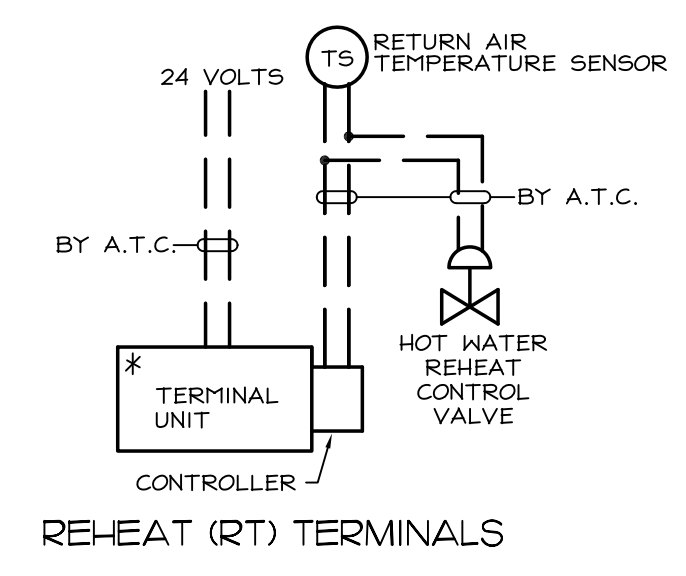 TS
RETURN AIR
TEMPERATURE SENSOR
24 VOLTS
BY A.T.C.
BY A.T.C.
HOT WATER
REHEAT
CONTROL
VALVE
*
TERMINAL
UNIT
CONTROLLER
REHEAT (RT) TERMINALS